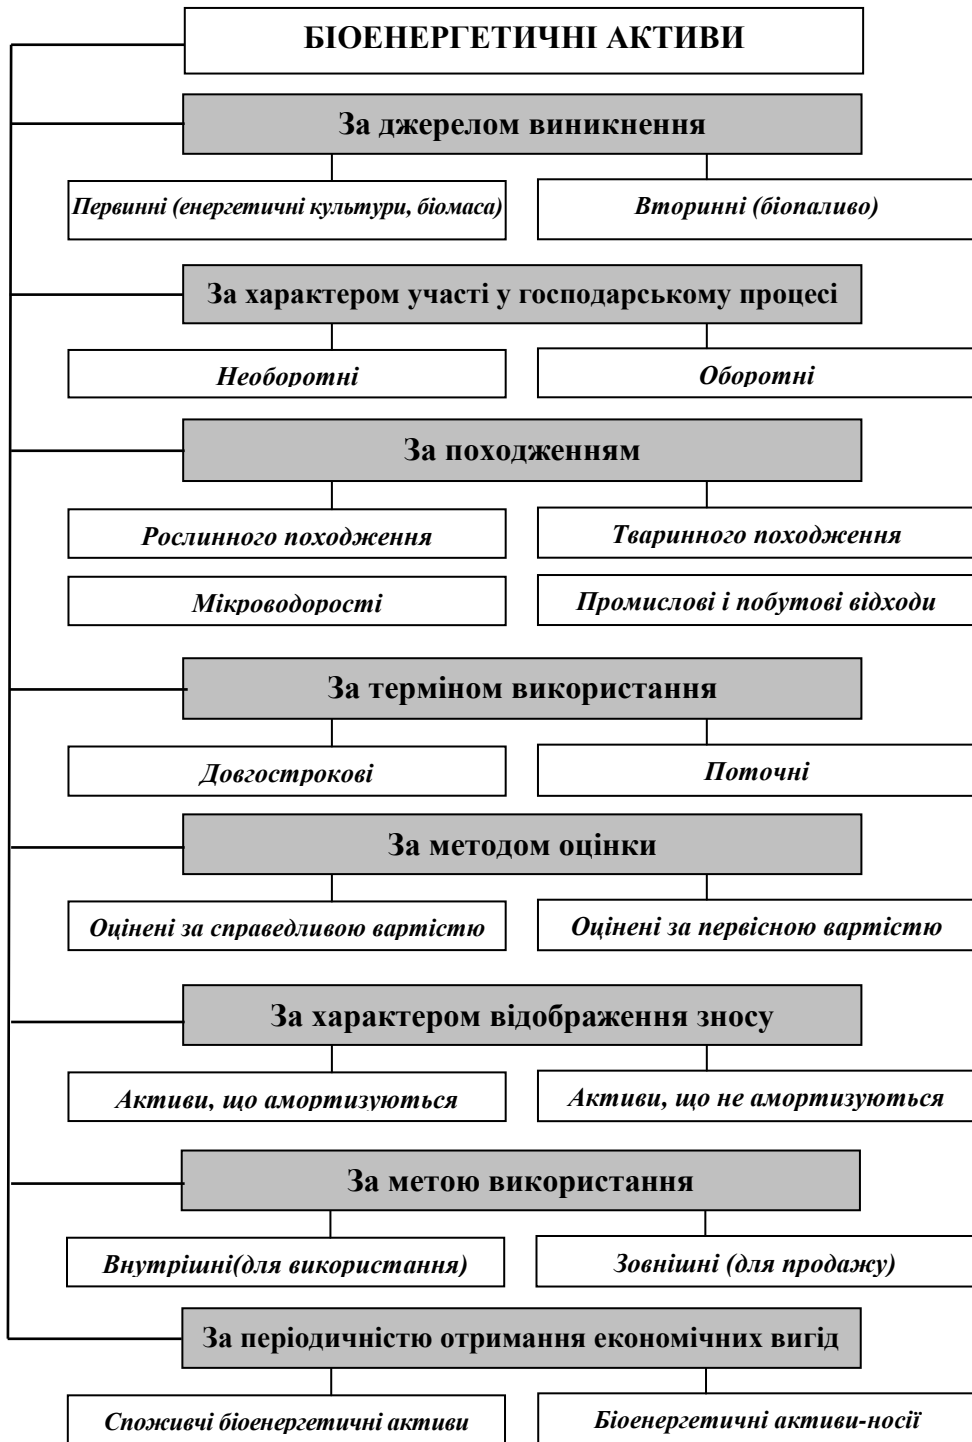 БІОЕНЕРГЕТИЧНІ АКТИВИ
За джерелом виникнення
Первинні (енергетичні культури, біомаса)
Вторинні (біопаливо)
За характером участі у господарському процесі
Необоротні
Оборотні
За походженням
Рослинного походження
Тваринного походження
Мікроводорості
Промислові і побутові відходи
За терміном використання
Довгострокові
Поточні
За методом оцінки
Оцінені за справедливою вартістю
Оцінені за первісною вартістю
За характером відображення зносу
Активи, що амортизуються
Активи, що не амортизуються
За метою використання
Внутрішні(для використання)
Зовнішні (для продажу)
За періодичністю отримання економічних вигід
Споживчі біоенергетичні активи
Біоенергетичні активи-носії